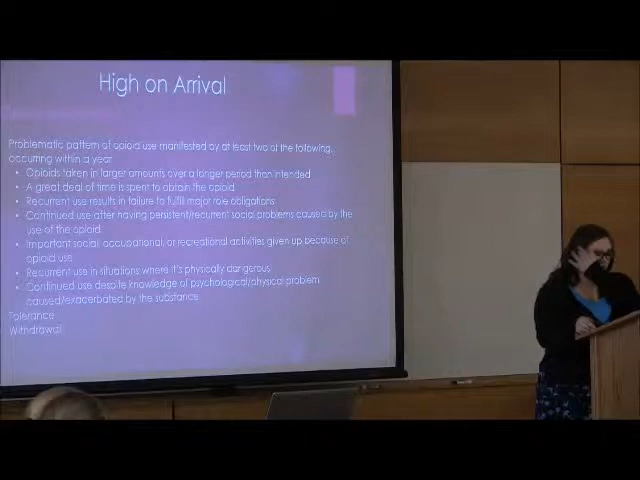 High on Arrival
Problematic pattern of opioid use manifested by at least two of the following,
occurring within a year
• Opioids taken in larger amounts over a longer period than intended
• A great deal of time is spent to obtain the opioid
• Recurrent use results in failure to fulfill major role obligations
• Continued use after having persistent/recurrent social problems caused by the
use of the opioid
• Important social, occupational, or recreational activities given up because of
opioid use
• Recurrent use in situations where it's physically dangerous
• Continued use despite knowledge of psychological/physical problem
caused/exacerbated by the substance
Tolerance
Withdrawal